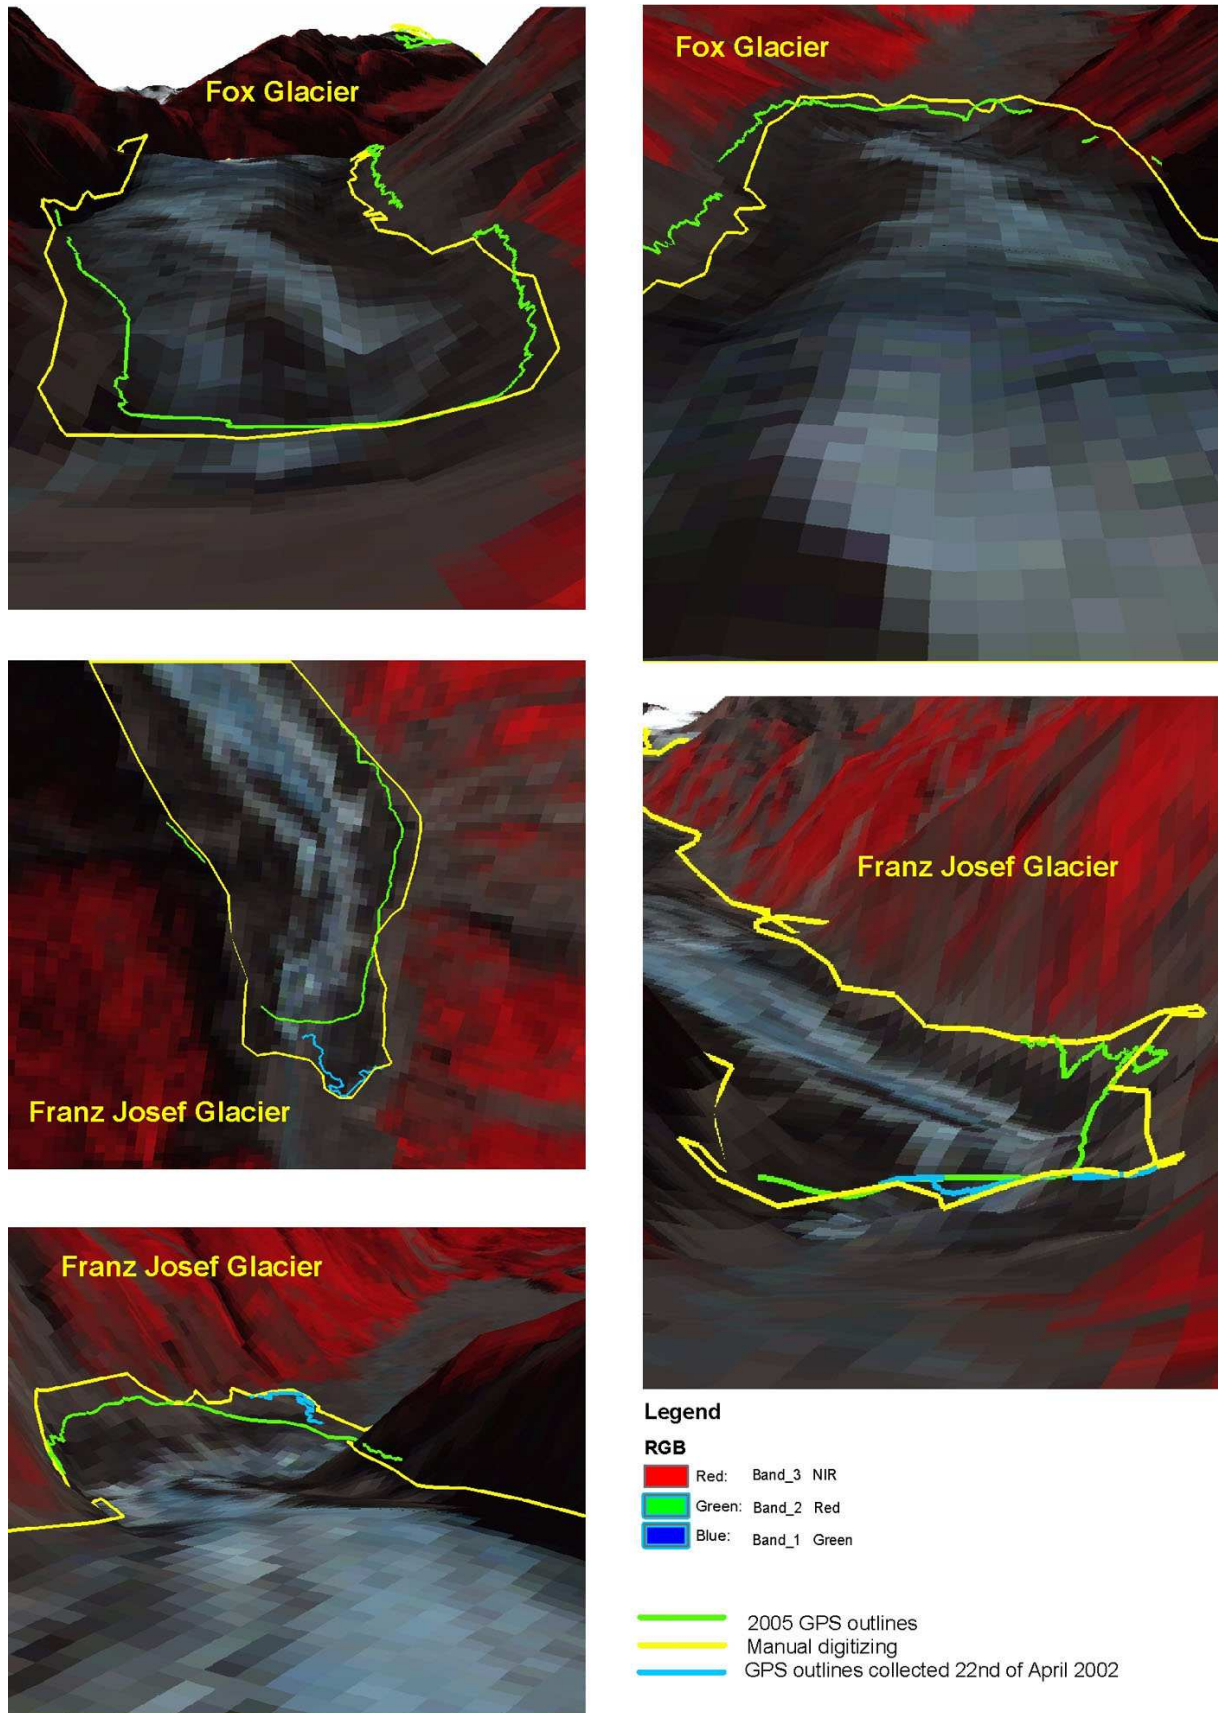 Fox Glacier
Fox Glacier
Franz Josef Glacier
Franz Josef Glacier
Franz Josef Glacier
Legend
RGB
Red: Band_3 NIR
Green: Band_2 Red
Blue: Band_1 Green
2005 GPS outlines
Manual digitizing
GPS outlines collected 22nd of April 2002